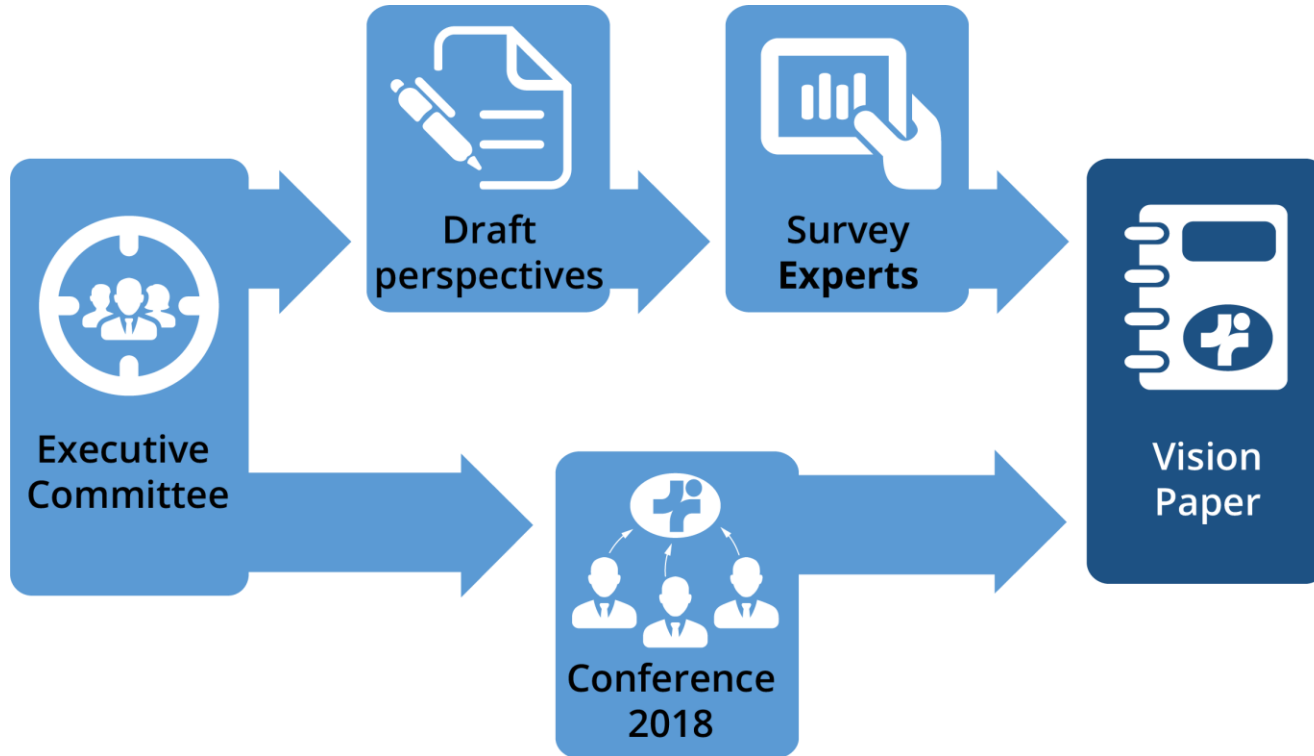 Draft
perspectives
Survey
Experts
Executive
Committee
Vision
Paper
Conference
2018